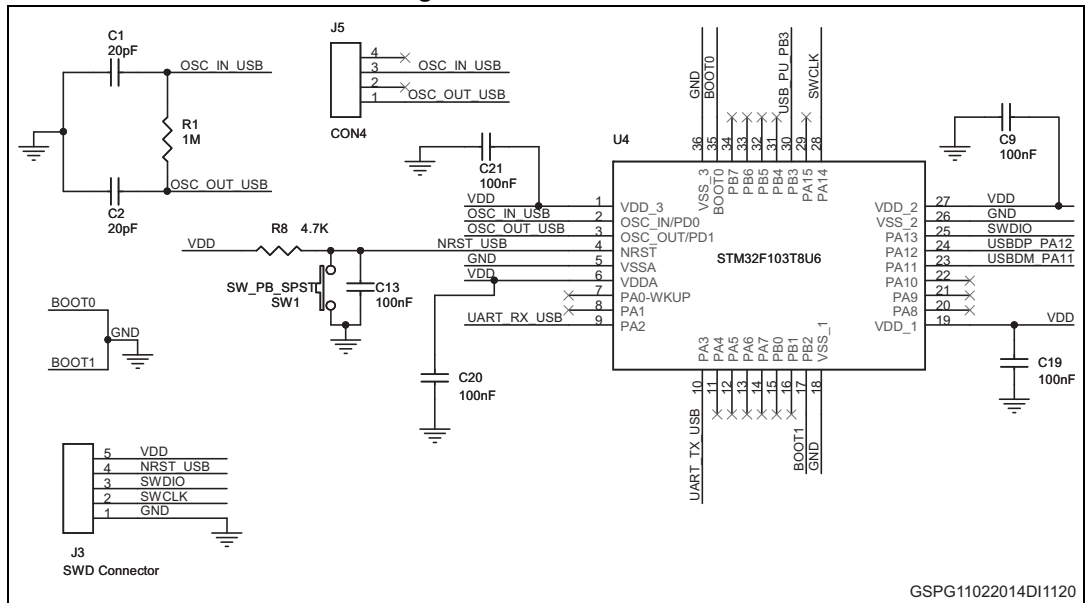 C1
20pF
OSC_IN_USB
R1
1M
OSC_OUT_USB
C2
20pF
J5
4
3 OSC_IN_USB
2
1 OSC_OUT_USB
CON4
C21
100nF
VDD
OSC_IN_USB
OSC_OUT_USB
R8 4.7K
VDD
NRST_USB
GND
VDD
SW_PB_SPST
SW1
C13
100nF
UART_RX_USB
C20
100nF
BOOT0
GND
BOOT1
5 VDD
4 NRST_USB
3 SWDIO
2 SWCLK
1 GND
J3
SWD Connector
U4
GND
BOOT0
USB_PU_PB3
SWCLK
36 35 34 33 32 31 30 29 28
VSS_3
BOOT0
PB7
PB6
PB5
PB4
PB3
PA15
PA14
1 VDD_3
2 OSC_IN/PD0
3 OSC_OUT/PD1
4 NRST
5 VSSA
6 VDDA
7 PA0-WKUP
8 PA1
9 PA2
STM32F103T8U6
VDD_2 27 VDD
VSS_2 26 GND
PA13 25 SWDIO
PA12 24 USBDP_PA12
PA11 23 USBDM_PA11
PA10 22
PA9 21
PA8 20
VDD_1 19 VDD
PA3
PA4
PA5
PA6
PA7
PB0
PB1
PB2
VSS_1
10 11 12 13 14 15 16 17 18
UART_TX_USB
BOOT1
GND
C9
100nF
C19
100nF
GSPG11022014DI1120